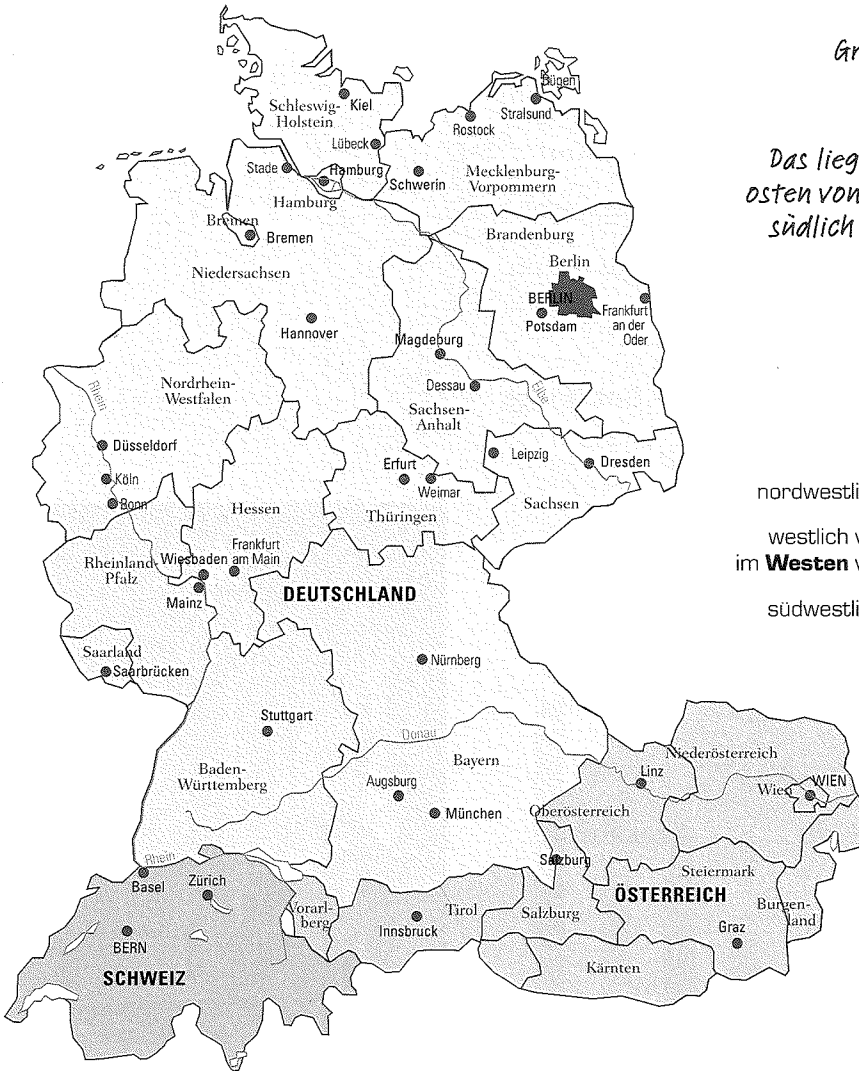 Gr
Rügen
Schleswig-
Holstein
Kiel
Stralsund
Rostock
Lübeck
Das lieg
osten von
südlich
Stade
Hamburg
Hamburg
Schwerin
Mecklenburg-
Vorpommern
Bremen
Bremen
Niedersachsen
Brandenburg
Berlin
BERLIN
Potsdam
Frankfurt
an der
Oder
Hannover
Magdeburg
Dessau
Elbe
Sachsen-
Anhalt
Rhein
Nordrhein-
Westfalen
Düsseldorf
Köln
Bonn
Hessen
Erfurt
Weimar
Thüringen
Leipzig
Dresden
Sachsen
nordwestli
westlich v
im Westen v
südwestli
Rheinland-
Pfalz
Wiesbaden
Frankfurt
am Main
Mainz
DEUTSCHLAND
Saarland
Saarbrücken
Nürnberg
Stuttgart
Donau
Baden-
Württemberg
Bayern
Augsburg
München
Linz
Niederösterreich
Wien
WIEN
Oberösterreich
Rhein
Basel
Zürich
Salzburg
Steiermark
ÖSTERREICH
Vorarl-
berg
Tirol
Innsbruck
Salzburg
Burgen-
land
Graz
BERN
SCHWEIZ
Kärnten